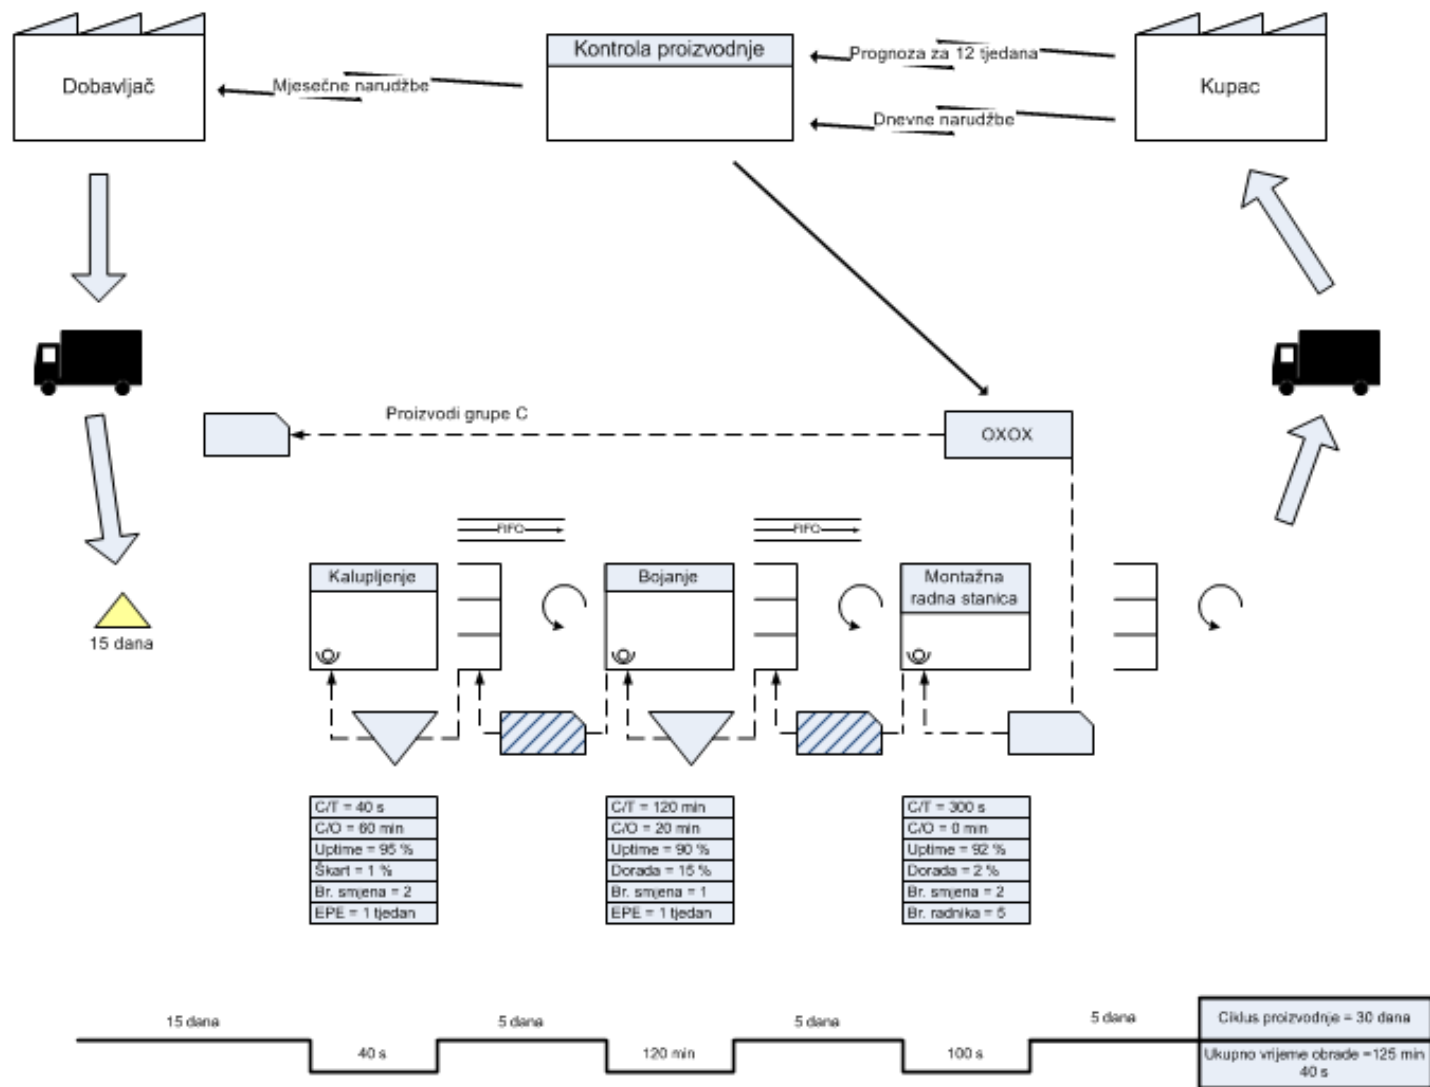 Dobavljač
Mjesečne narudžbe
Kontrola proizvodnje
Prognoza za 12 tjedana
Dnevne narudžbe
Kupac
Proizvodi grupe C
OXOX
FIFO
FIFO
Kalupljenje
Bojanje
Montažna
radna stanica
15 dana
C/T = 40 s
C/O = 60 min
Uptime = 95 %
Škart = 1 %
Br. smjena = 2
EPE = 1 tjedan
C/T = 120 min
C/O = 20 min
Uptime = 90 %
Dorada = 15 %
Br. smjena = 1
EPE = 1 tjedan
C/T = 300 s
C/O = 0 min
Uptime = 92 %
Dorada = 2 %
Br. smjena = 2
Br. radnika = 5
15 dana
40 s
5 dana
120 min
5 dana
100 s
5 dana
Ciklus proizvodnje = 30 dana
Ukupno vrijeme obrade =125 min
40 s